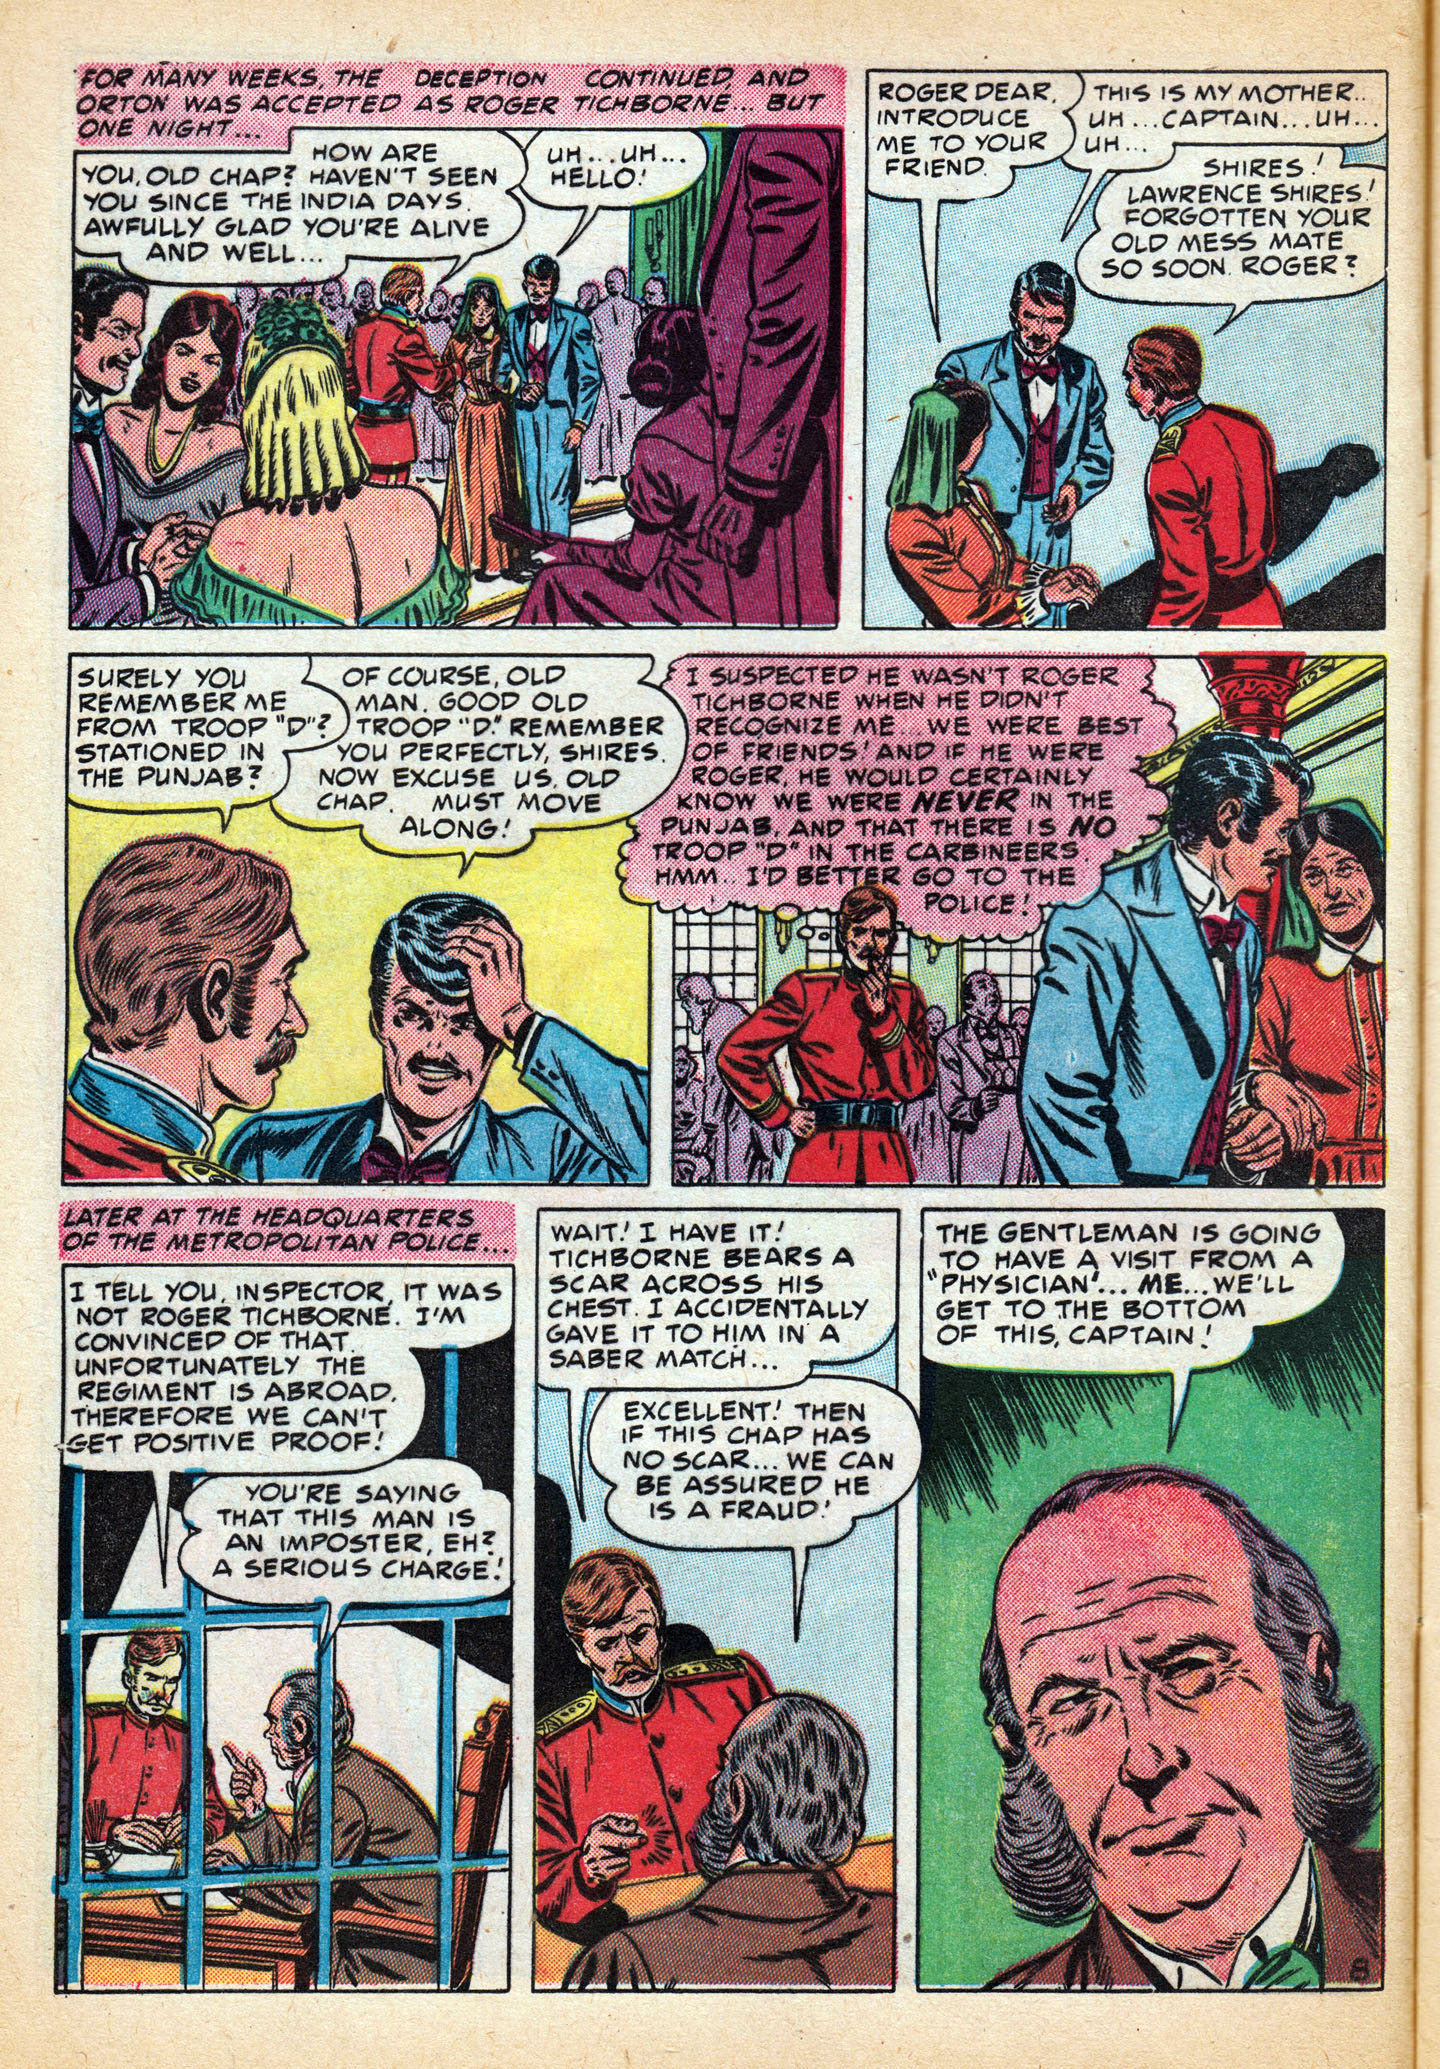 FOR MANY WEEKS, THE DECEPTION CONTINUED, AND
ORTON WAS ACCEPTED AS ROGER TICHBORNE... BUT
ONE NIGHT...
HOW ARE
YOU, OLD CHAP? HAVEN'T SEEN
YOU SINCE THE INDIA DAYS.
AWFULLY GLAD YOU'RE ALIVE
AND WELL...
UH...UH...
HELLO!
ROGER DEAR,
INTRODUCE
ME TO YOUR
FRIEND.
THIS IS MY MOTHER..
UH...CAPTAIN...UH...
UH...
SHIRES!
LAWRENCE SHIRES!
FORGOTTEN YOUR
OLD MESS MATE
SO SOON, ROGER?
SURELY YOU
REMEMBER ME
FROM TROOP "D"?
STATIONED IN
THE PUNJAB?
OF COURSE, OLD
MAN. GOOD OLD
TROOP "D". REMEMBER
YOU PERFECTLY, SHIRES.
NOW EXCUSE US, OLD
CHAP. MUST MOVE
ALONG!
I SUSPECTED HE WASN'T ROGER
TICHBORNE WHEN HE DIDN'T
RECOGNIZE ME...WE WERE BEST
OF FRIENDS! AND IF HE WERE
ROGER, HE WOULD CERTAINLY
KNOW WE WERE NEVER IN THE
PUNJAB, AND THAT THERE IS NO
TROOP "D" IN THE CARBINEERS.
HMM... I'D BETTER GO TO THE
POLICE!
LATER AT THE HEADQUARTERS
OF THE METROPOLITAN POLICE...
I TELL YOU, INSPECTOR, IT WAS
NOT ROGER TICHBORNE. I'M
CONVINCED OF THAT.
UNFORTUNATELY THE
REGIMENT IS ABROAD,
THEREFORE WE CAN'T
GET POSITIVE PROOF!
YOU'RE SAYING
THAT THIS MAN IS
AN IMPOSTER, EH?
A SERIOUS CHARGE!
WAIT! I HAVE IT!
TICHBORNE BEARS A
SCAR ACROSS HIS
CHEST. I ACCIDENTALLY
GAVE IT TO HIM IN A
SABER MATCH...
EXCELLENT! THEN
IF THIS CHAP HAS
NO SCAR... WE CAN
BE ASSURED HE
IS A FRAUD!
THE GENTLEMAN IS GOING
TO HAVE A VISIT FROM A
"PHYSICIAN"... ME...WE'LL
GET TO THE BOTTOM
OF THIS, CAPTAIN!
8